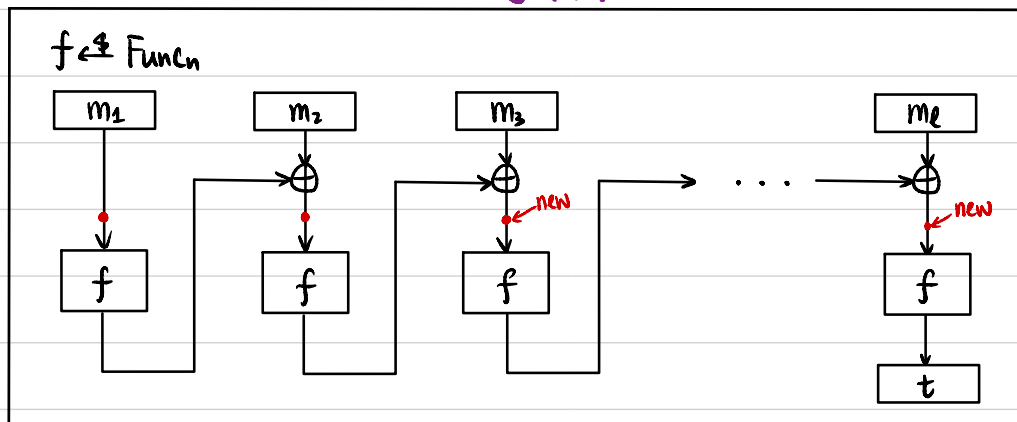 f ←$ Funcₙ
m₁ m₂ m₃ mℓ
⊕ ⊕ . . . ⊕
new
new
f f f f
t